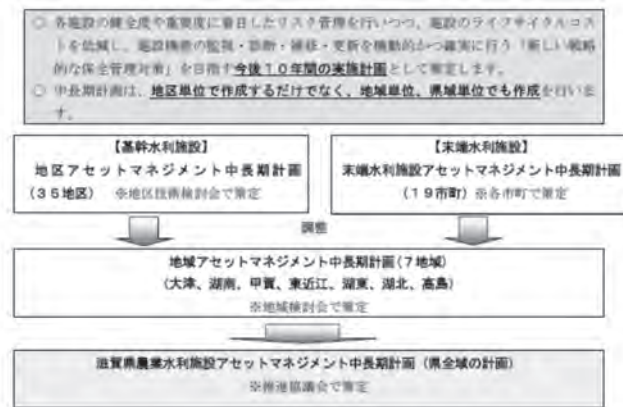 ○ 各施設の健全度や重要度に着目したリスク管理を行いつつ、施設のライフサイクルコス
トを低減し、施設機能の監視・診断・補修・更新を機動的かつ確実に行う「新しい戦略
的な保全管理対策」を目指す今後10年間の実施計画として策定します。
○ 中長期計画は、地区単位で作成するだけでなく、地域単位、県域単位でも作成を行いま
す。
【基幹水利施設】
地区アセットマネジメント中長期計画
(36地区) ※地区技術検討会で策定
【末端水利施設】
末端水利施設アセットマネジメント中長期計画
(19市町)※各市町で策定
調整
地域アセットマネジメント中長期計画(7地域)
(大津、湖南、甲賀、東近江、湖東、湖北、高島)
※地域検討会で策定
滋賀県農業水利施設アセットマネジメント中長期計画(県全域の計画)
※推進協議会で策定